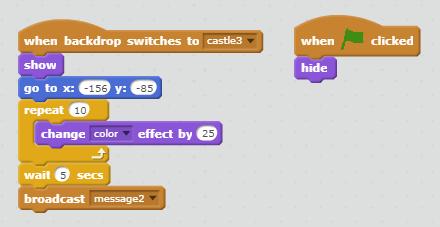 when backdrop switches to castle3
show
go to x: -156 y: -85
repeat 10
change color effect by 25
wait 5 secs
broadcast message2
when clicked
hide